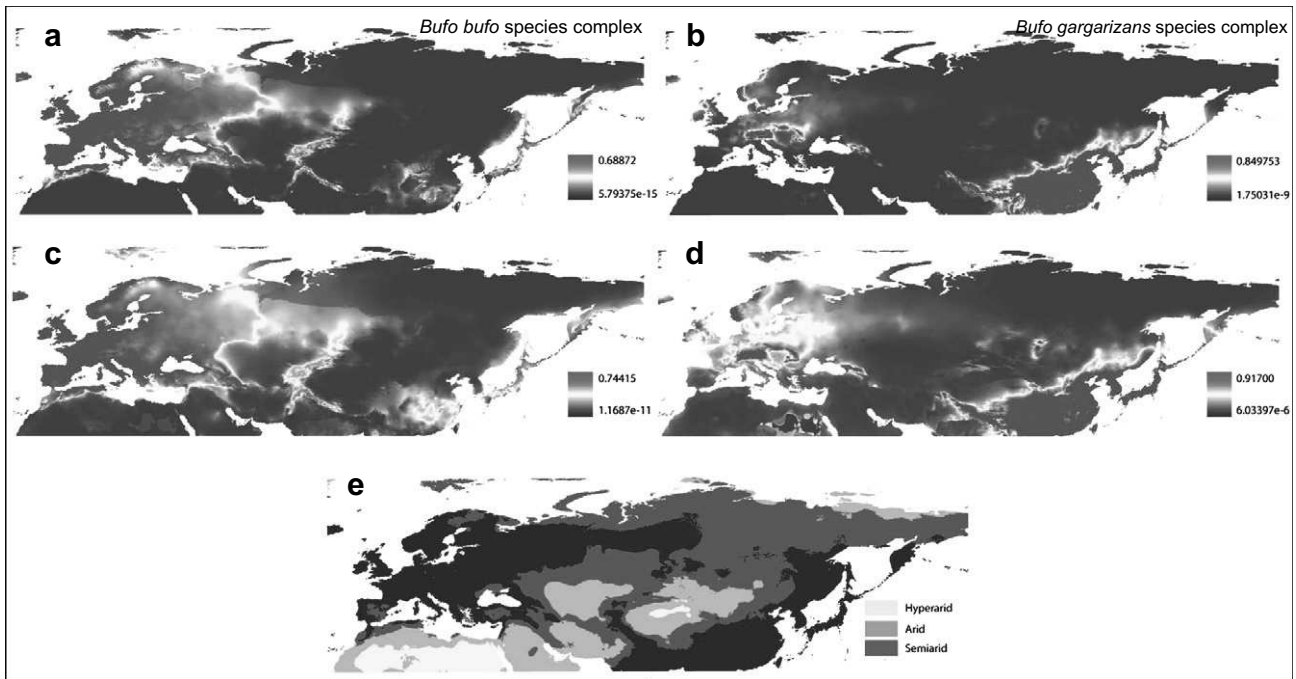 a
Bufo bufo species complex
0.68872
5.79375e-15
b
Bufo gargarizans species complex
0.849753
1.75031e-9
c
0.74415
1.1687e-11
d
0.91700
6.03397e-6
e
Hyperarid
Arid
Semiarid